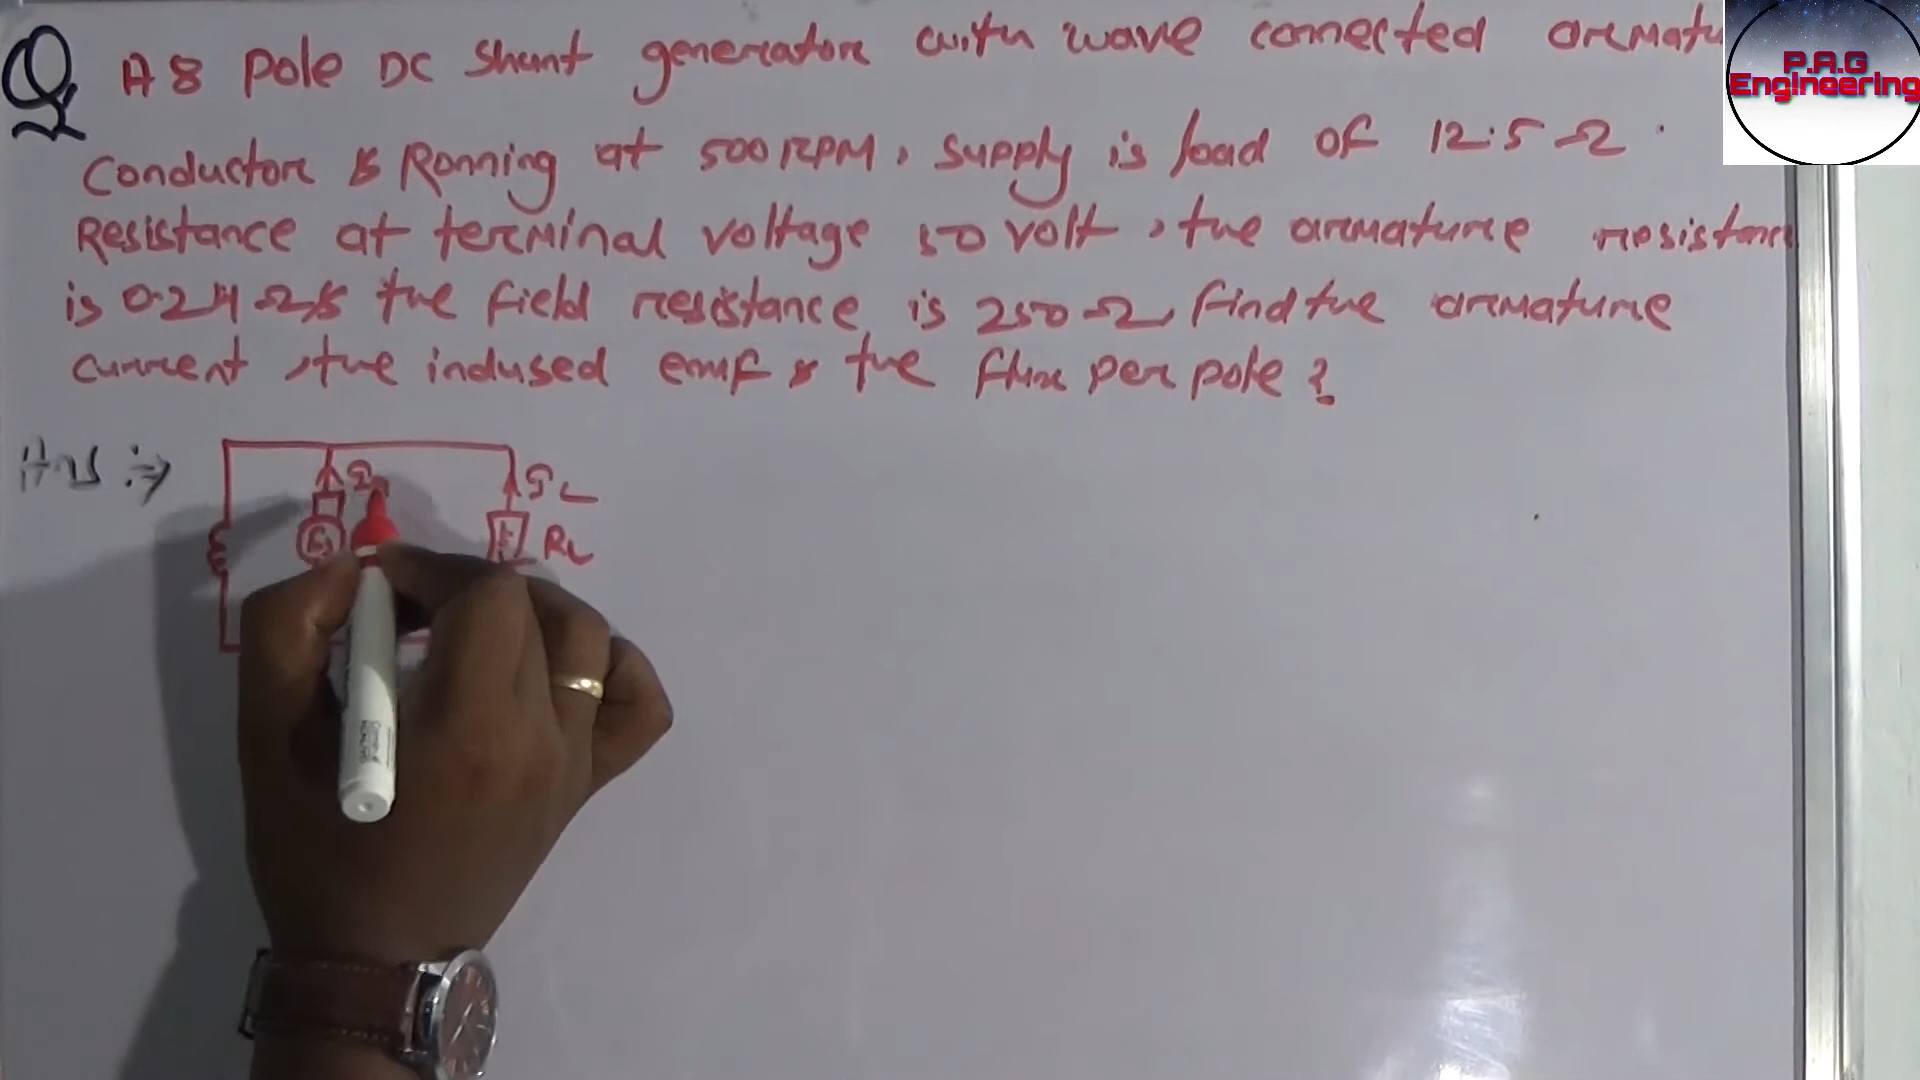 Q A 8 Pole DC Shunt generator with wave connected armatu
Conductor & Running at 500 RPM, supply is load of 12.5 Ω.
Resistance at terminal voltage 50 volt, the armature resistance
is 0.24 Ω & the field resistance is 250 Ω, find the armature
current, the indused emf & the flux per pole?
Ans :→
I L
G RL
P.A.G
Engineering